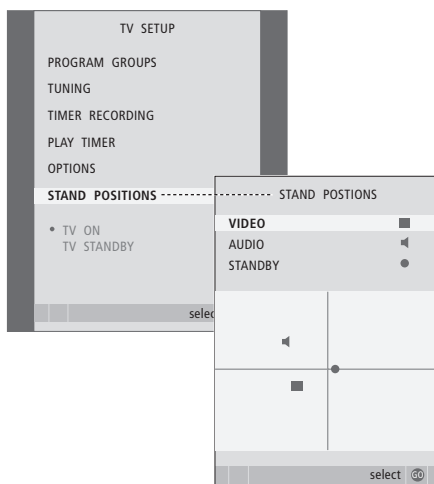 TV SETUP
PROGRAM GROUPS
TUNING
TIMER RECORDING
PLAY TIMER
OPTIONS
STAND POSITIONS
• TV ON
TV STANDBY
selec
STAND POSTIONS
VIDEO
AUDIO
STANDBY
select GO